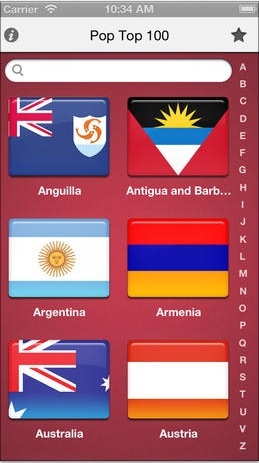 Carrier 10:34 AM
Pop Top 100
Anguilla Antigua and Barb...
Argentina Armenia
Australia Austria
A
B
C
D
E
F
G
H
I
J
K
L
M
N
O
P
Q
R
S
T
U
V
Z